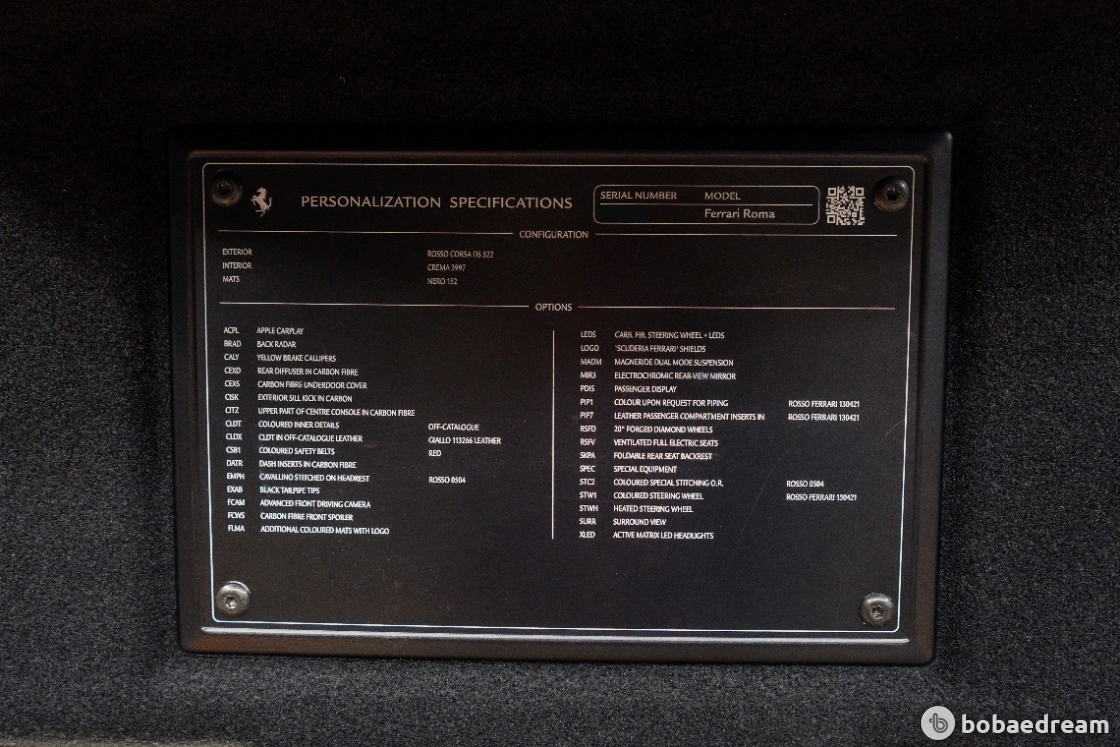 PERSONALIZATION SPECIFICATIONS
SERIAL NUMBER MODEL
Ferrari Roma
CONFIGURATION
EXTERIOR ROSSO CORSA DS 322
INTERIOR CREMA 3997
MATS NERO 152
OPTIONS
ACPL APPLE CARPLAY
BRAD BACK RADAR
CALY YELLOW BRAKE CALLIPERS
CEXD REAR DIFFUSER IN CARBON FIBRE
CEXS CARBON FIBRE UNDERDOOR COVER
CISK EXTERIOR SILL KICK IN CARBON
CITZ UPPER PART OF CENTRE CONSOLE IN CARBON FIBRE
CLDT COLOURED INNER DETAILS OFF-CATALOGUE
CLDX CLDT IN OFF-CATALOGUE LEATHER GIALLO 113266 LEATHER
CSB1 COLOURED SAFETY BELTS RED
DATR DASH INSERTS IN CARBON FIBRE
EMPH CAVALLINO STITCHED ON HEADREST ROSSO 0504
EXAB BLACK TAILPIPE TIPS
FCAM ADVANCED FRONT DRIVING CAMERA
FCWS CARBON FIBRE FRONT SPOILER
FLMA ADDITIONAL COLOURED MATS WITH LOGO
LEDS CARB. FIB. STEERING WHEEL + LEDS
LOGO 'SCUDERIA FERRARI' SHIELDS
MADM MAGNERIDE DUAL MODE SUSPENSION
MIR3 ELECTROCHROMIC REAR-VIEW MIRROR
PDIS PASSENGER DISPLAY
PIP1 COLOUR UPON REQUEST FOR PIPING ROSSO FERRARI 130421
PIP7 LEATHER PASSENGER COMPARTMENT INSERTS IN ROSSO FERRARI 130421
RSFD 20" FORGED DIAMOND WHEELS
RSFV VENTILATED FULL ELECTRIC SEATS
SKPA FOLDABLE REAR SEAT BACKREST
SPEC SPECIAL EQUIPMENT
STC2 COLOURED SPECIAL STITCHING O.R. ROSSO 0504
STW1 COLOURED STEERING WHEEL ROSSO FERRARI 130421
STWH HEATED STEERING WHEEL
SURR SURROUND VIEW
XLED ACTIVE MATRIX LED HEADLIGHTS
bobaedream